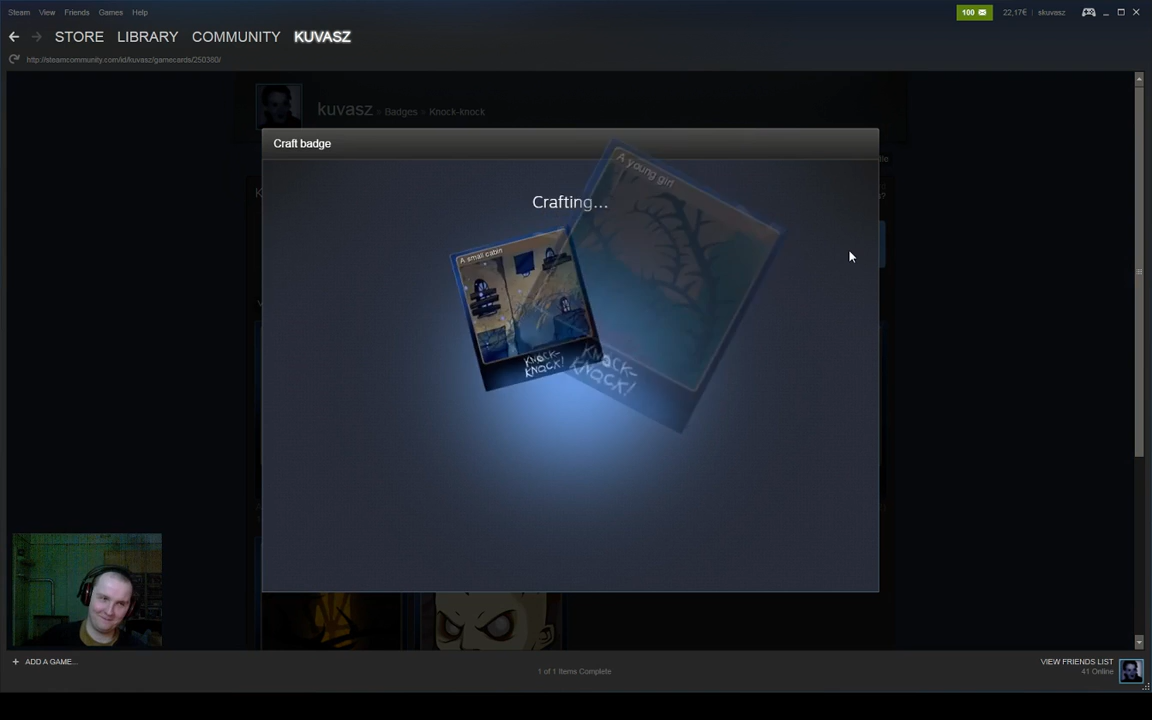 Steam View Friends Games Help
100 22,17€ skuvasz
STORE LIBRARY COMMUNITY KUVASZ
http://steamcommunity.com/id/kuvasz/gamecards/250380/
kuvasz » Badges » Knock-knock
Craft badge
Crafting...
A young girl
A small cabin
KNOCK-
KNOCK!
KNOCK-
KNOCK!
+ ADD A GAME...
1 of 1 Items Complete
VIEW FRIENDS LIST
41 Online